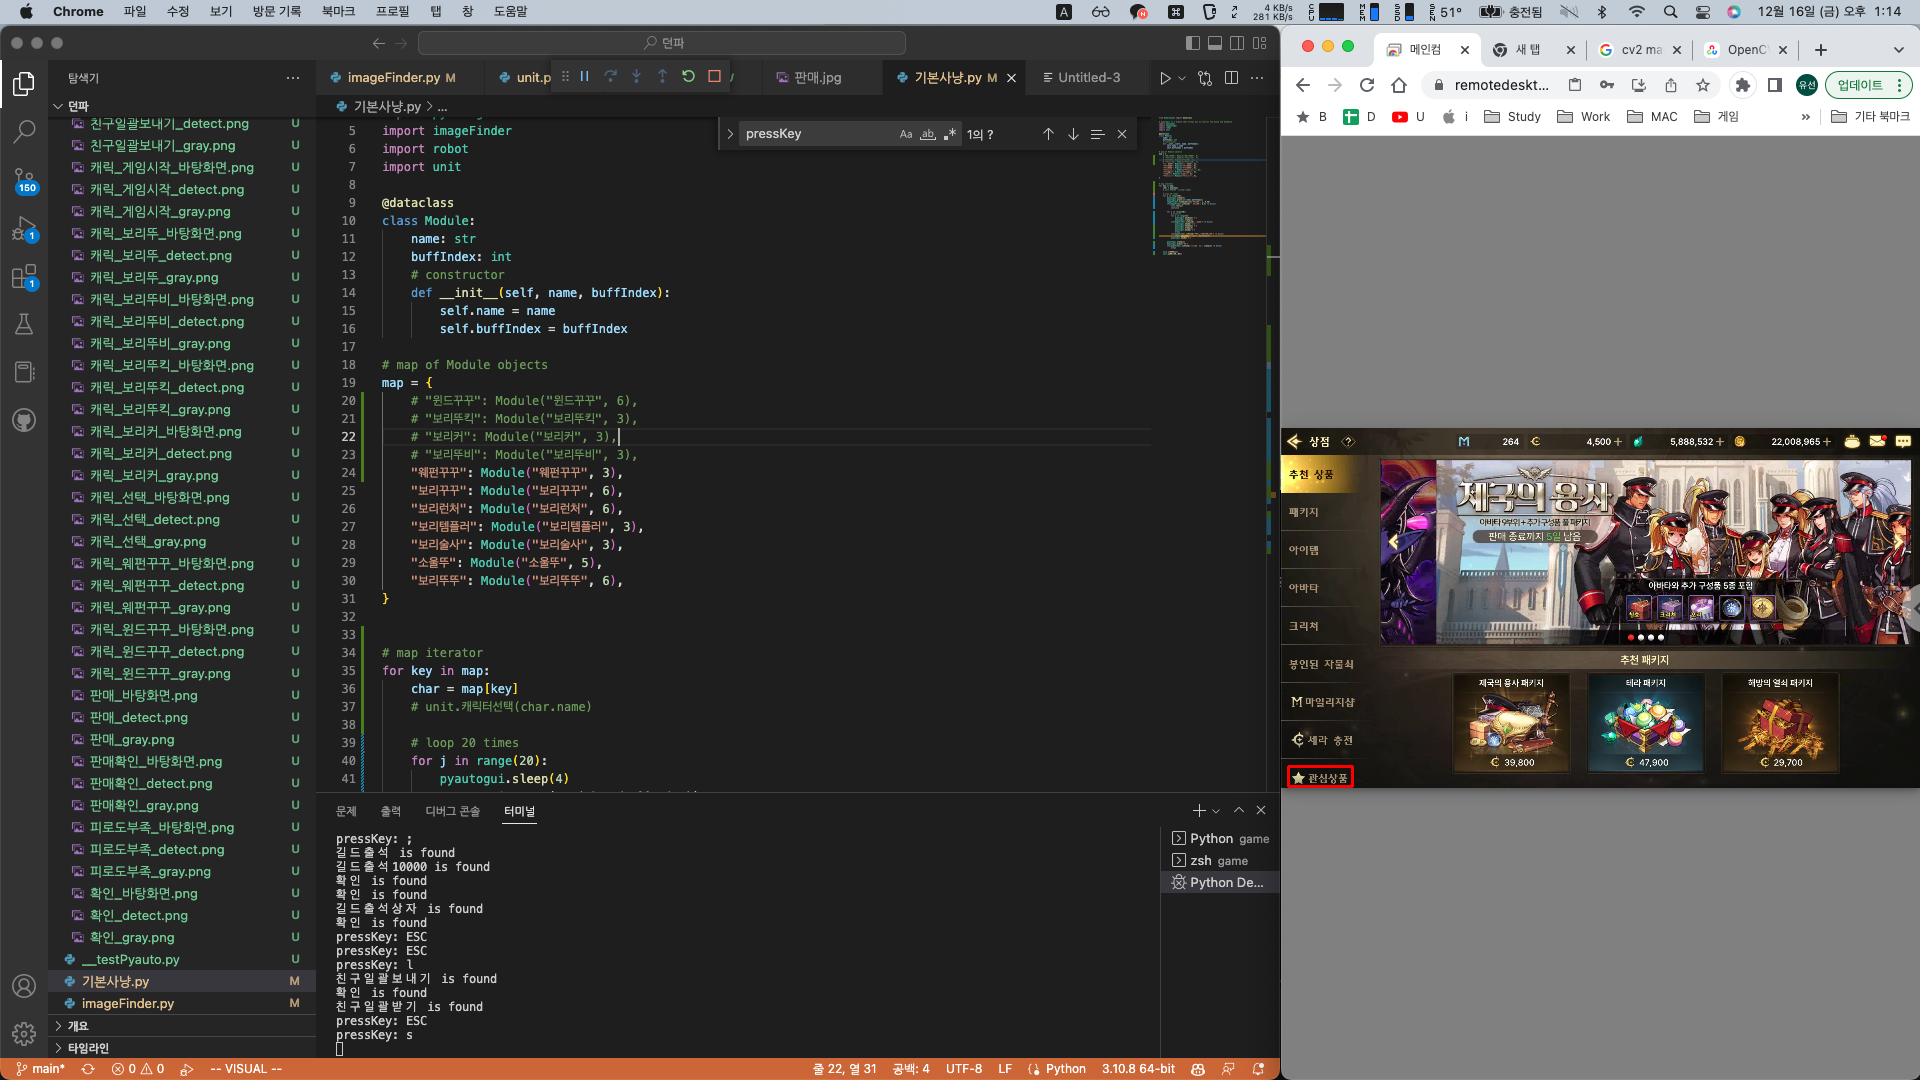 Chrome 파일 수정 보기 방문 기록 북마크 프로필 탭 창 도움말
4 KB/s
281 KB/s
51° 충전됨 12월 16일 (금) 오후 1:14
던파
탐색기
던파
친구일괄보내기_detect.png U
친구일괄보내기_gray.png U
캐릭_게임시작_바탕화면.png U
캐릭_게임시작_detect.png U
캐릭_게임시작_gray.png U
캐릭_보리뚜_바탕화면.png U
캐릭_보리뚜_detect.png U
캐릭_보리뚜_gray.png U
캐릭_보리뚜비_바탕화면.png U
캐릭_보리뚜비_detect.png U
캐릭_보리뚜비_gray.png U
캐릭_보리뚜킥_바탕화면.png U
캐릭_보리뚜킥_detect.png U
캐릭_보리뚜킥_gray.png U
캐릭_보리커_바탕화면.png U
캐릭_보리커_detect.png U
캐릭_보리커_gray.png U
캐릭_선택_바탕화면.png U
캐릭_선택_detect.png U
캐릭_선택_gray.png U
캐릭_웨펀꾸꾸_바탕화면.png U
캐릭_웨펀꾸꾸_detect.png U
캐릭_웨펀꾸꾸_gray.png U
캐릭_윈드꾸꾸_바탕화면.png U
캐릭_윈드꾸꾸_detect.png U
캐릭_윈드꾸꾸_gray.png U
판매_바탕화면.png U
판매_detect.png U
판매_gray.png U
판매확인_바탕화면.png U
판매확인_detect.png U
판매확인_gray.png U
피로도부족_바탕화면.png U
피로도부족_detect.png U
피로도부족_gray.png U
확인_바탕화면.png U
확인_detect.png U
확인_gray.png U
__testPyauto.py U
기본사냥.py M
imageFinder.py M
개요
타임라인
150
1
1
imageFinder.py M unit.p 판매.jpg 기본사냥.py M Untitled-3
기본사냥.py > ...
pressKey Aa ab 1의 ?
5 import imageFinder
6 import robot
7 import unit
8
9 @dataclass
10 class Module:
11 name: str
12 buffIndex: int
13 # constructor
14 def __init__(self, name, buffIndex):
15 self.name = name
16 self.buffIndex = buffIndex
17
18 # map of Module objects
19 map = {
20 # "윈드꾸꾸": Module("윈드꾸꾸", 6),
21 # "보리뚜킥": Module("보리뚜킥", 3),
22 # "보리커": Module("보리커", 3),
23 # "보리뚜비": Module("보리뚜비", 3),
24 "웨펀꾸꾸": Module("웨펀꾸꾸", 3),
25 "보리꾸꾸": Module("보리꾸꾸", 6),
26 "보리런처": Module("보리런처", 6),
27 "보리템플러": Module("보리템플러", 3),
28 "보리술사": Module("보리술사", 3),
29 "소울뚜": Module("소울뚜", 5),
30 "보리뚜뚜": Module("보리뚜뚜", 6),
31 }
32
33
34 # map iterator
35 for key in map:
36 char = map[key]
37 # unit.캐릭터선택(char.name)
38
39 # loop 20 times
40 for j in range(20):
41 pyautogui.sleep(4)
문제 출력 디버그 콘솔 터미널
pressKey: ;
길드출석 is found
길드출석10000 is found
확인 is found
확인 is found
길드출석상자 is found
확인 is found
pressKey: ESC
pressKey: ESC
pressKey: l
친구일괄보내기 is found
확인 is found
친구일괄받기 is found
pressKey: ESC
pressKey: s
Python game
zsh game
Python De...
main* 0 0 -- VISUAL -- 줄 22, 열 31 공백: 4 UTF-8 LF Python 3.10.8 64-bit
메인컴 새 탭 cv2 ma OpenC
remotedeskt... 유선 업데이트
B D U i Study Work MAC 게임 » 기타 북마크
상점 264 4,500 + 5,888,532 + 22,008,965 +
추천 상품
패키지
아이템
아바타
크리쳐
봉인된 자물쇠
마일리지샵
세라 충전
관심상품
제국의 용사
아바타 9부위 + 추가 구성품 풀 패키지
판매 종료까지 5일 남음
아바타와 추가 구성품 5종 포함
추천 패키지
제국의 용사 패키지 테라 패키지 해방의 열쇠 패키지
39,800 47,900 29,700